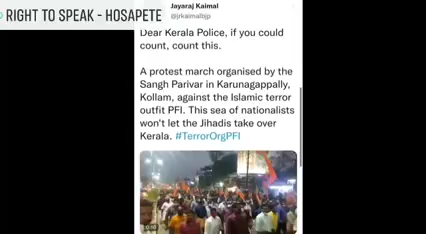 RIGHT TO SPEAK - HOSAPETE
Jayaraj Kaimal
@jrkaimalbjp
Dear Kerala Police, if you could
count, count this.
A protest march organised by the
Sangh Parivar in Karunagappally,
Kollam, against the Islamic terror
outfit PFI. This sea of nationalists
won't let the Jihadis take over
Kerala. #TerrorOrgPFI